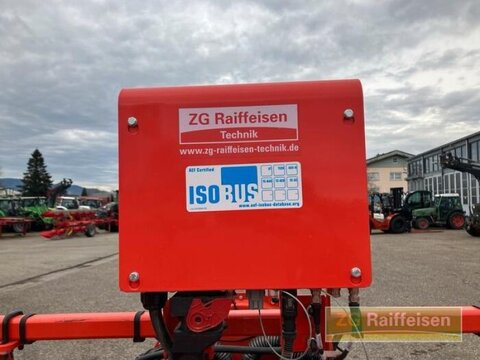 ZG Raiffeisen
Technik
www.zg-raiffeisen-technik.de
AEF Certified
ISOBUS
www.aef-isobus-database.org
Raiffeisen